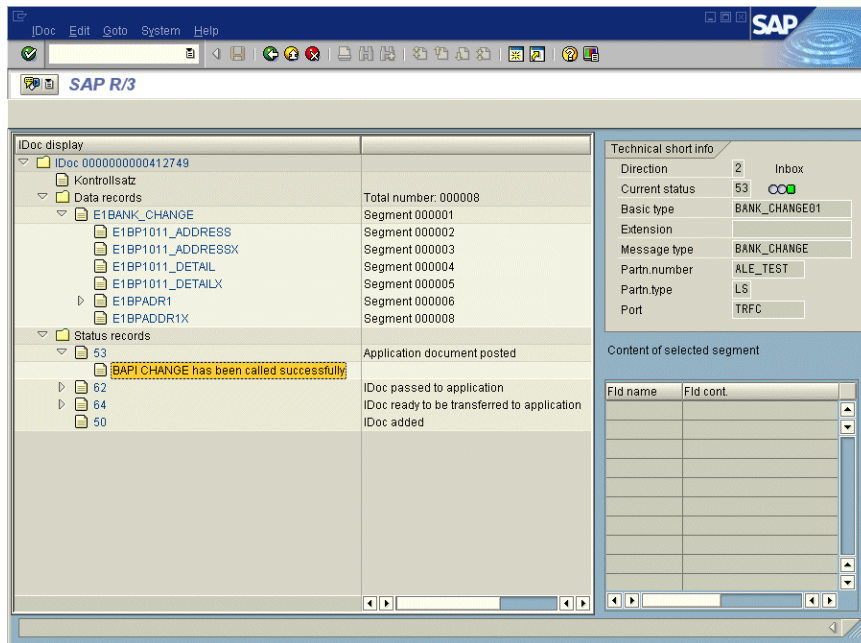 IDoc Edit Goto System Help
SAP
SAP R/3
IDoc display
IDoc 0000000000412749
Kontrollsatz
Data records Total number: 000008
E1BANK_CHANGE Segment 000001
E1BP1011_ADDRESS Segment 000002
E1BP1011_ADDRESSX Segment 000003
E1BP1011_DETAIL Segment 000004
E1BP1011_DETAILX Segment 000005
E1BPADR1 Segment 000006
E1BPADDR1X Segment 000008
Status records
53 Application document posted
BAPI CHANGE has been called successfully
62 IDoc passed to application
64 IDoc ready to be transferred to application
50 IDoc added
Technical short info
Direction 2 Inbox
Current status 53
Basic type BANK_CHANGE01
Extension
Message type BANK_CHANGE
Partn.number ALE_TEST
Partn.type LS
Port TRFC
Content of selected segment
Fld name Fld cont.